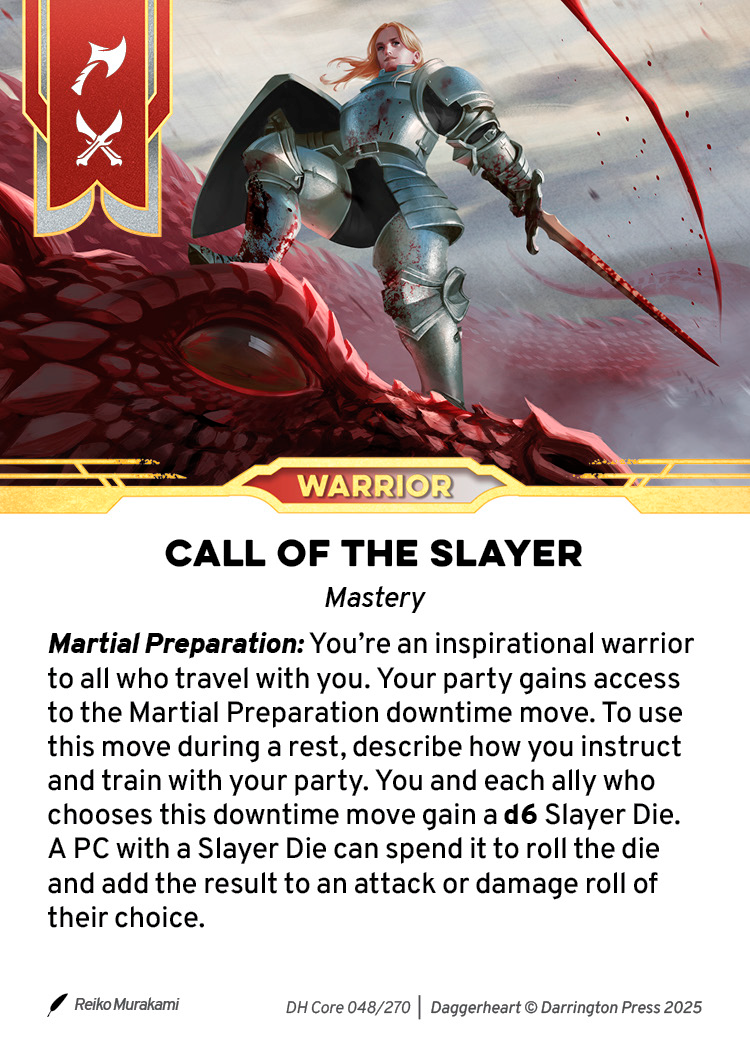 WARRIOR
CALL OF THE SLAYER
Mastery
Martial Preparation: You’re an inspirational warrior
to all who travel with you. Your party gains access
to the Martial Preparation downtime move. To use
this move during a rest, describe how you instruct
and train with your party. You and each ally who
chooses this downtime move gain a d6 Slayer Die.
A PC with a Slayer Die can spend it to roll the die
and add the result to an attack or damage roll of
their choice.
Reiko Murakami
DH Core 048/270 | Daggerheart © Darrington Press 2025